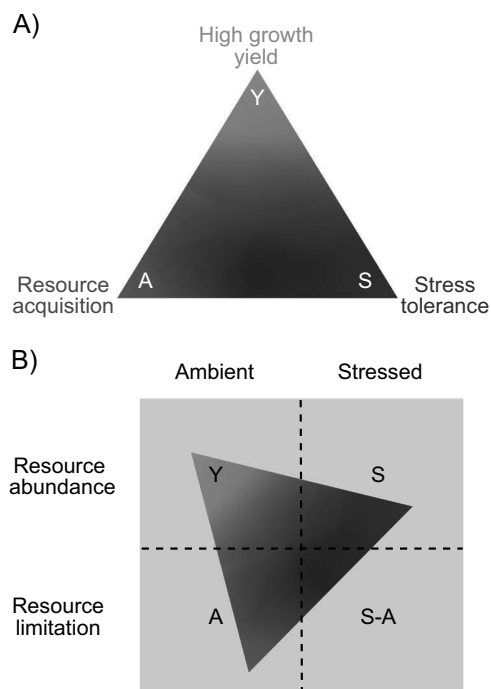 A)
High growth
yield
Y
A
S
Resource
acquisition
Stress
tolerance
B)
Ambient
Stressed
Resource
abundance
Y
S
Resource
limitation
A
S-A